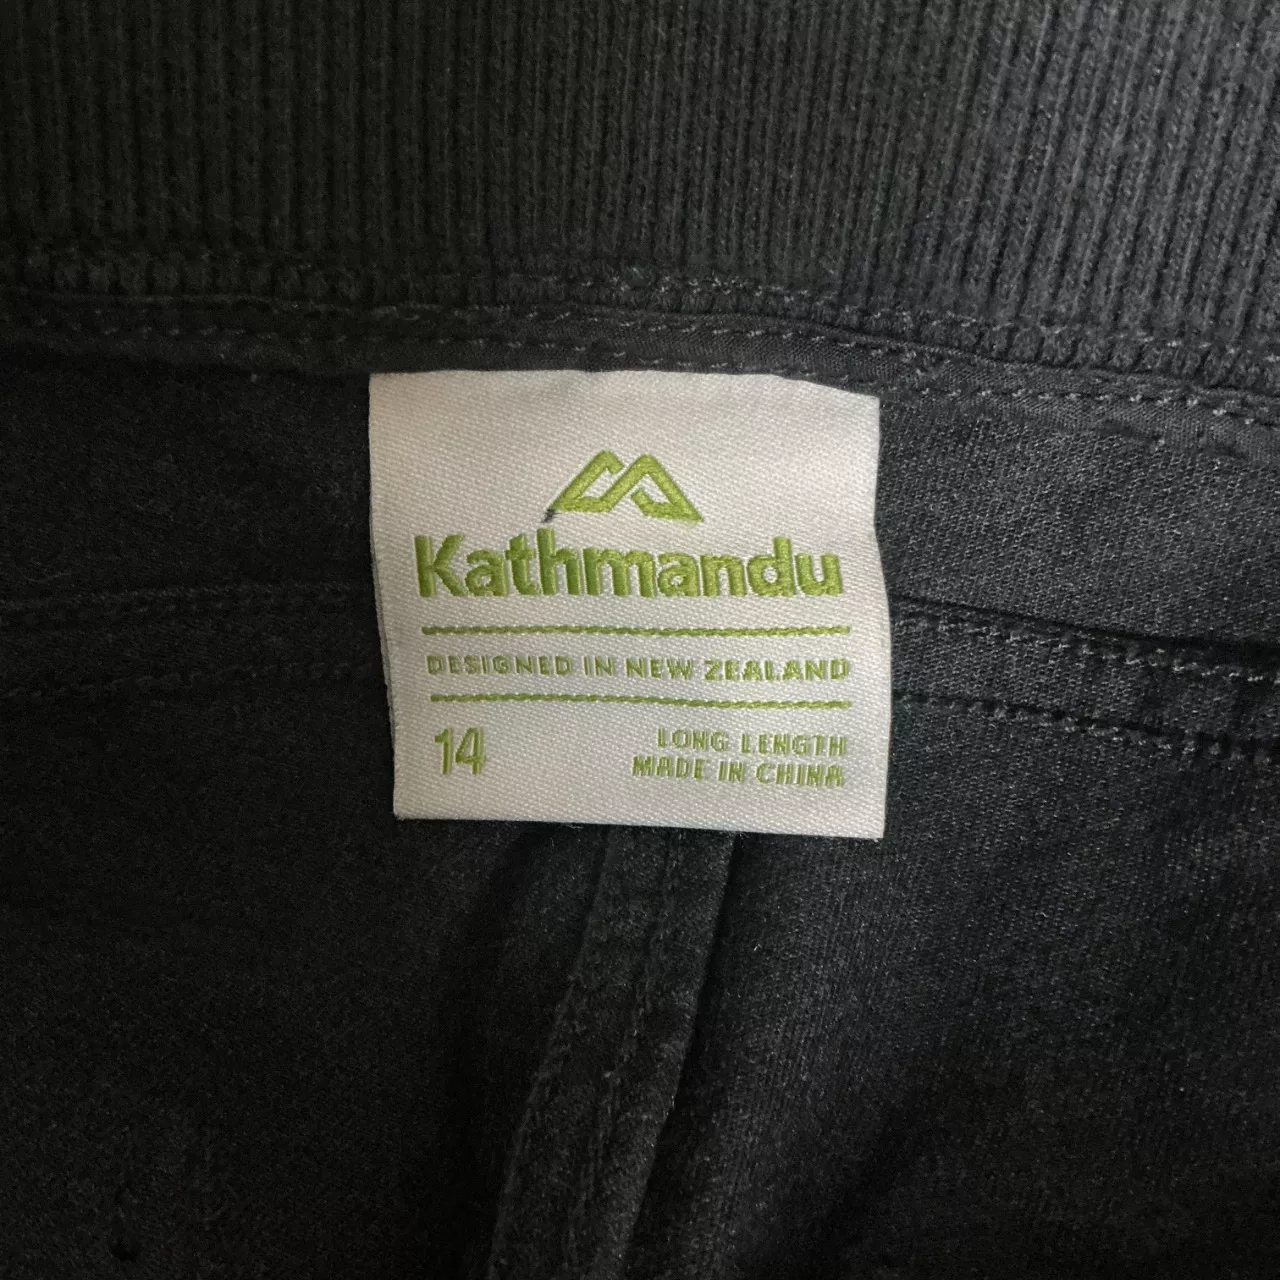 Kathmandu
DESIGNED IN NEW ZEALAND
14
LONG LENGTH
MADE IN CHINA